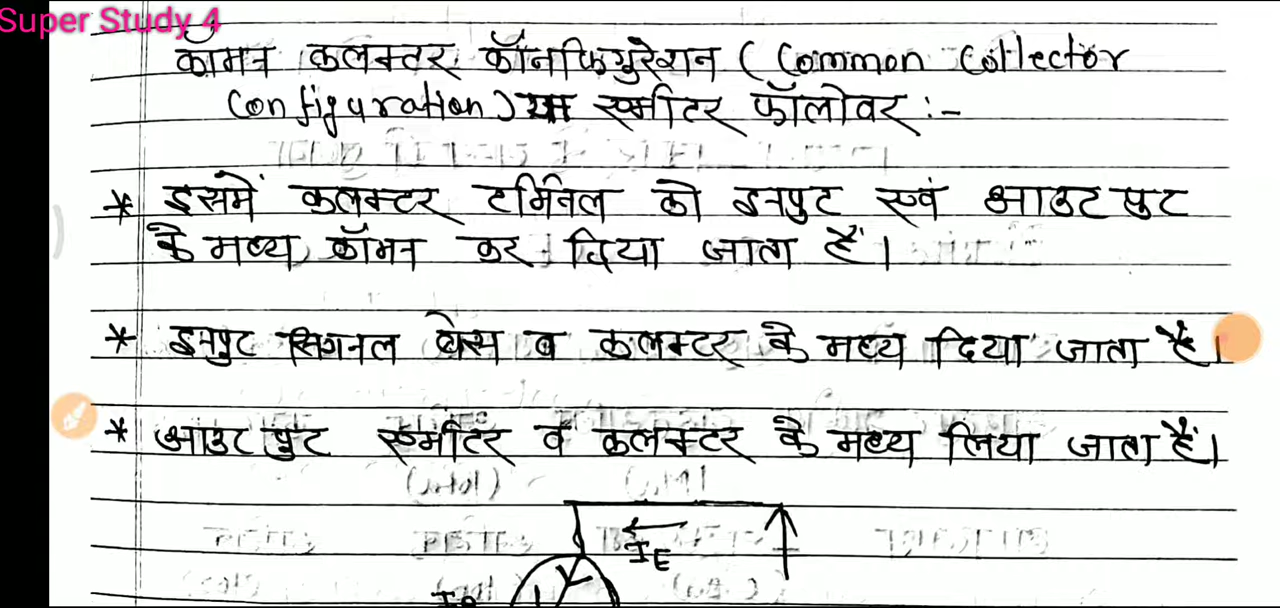 Super Study 4
कॉमन कलक्टर कॉनफिगुरेशन ( Common Collector
Configuration) या एमीटर फॉलोवर :-
* इसमें कलक्टर टर्मिनल को इनपुट एवं आउटपुट
के मध्य कॉमन कर दिया जाता हैं।
* इनपुट सिगनल बेस व कलक्टर के मध्य दिया जाता है।
* आउटपुट एमीटर व कलक्टर के मध्य लिया जाता हैं।
IE